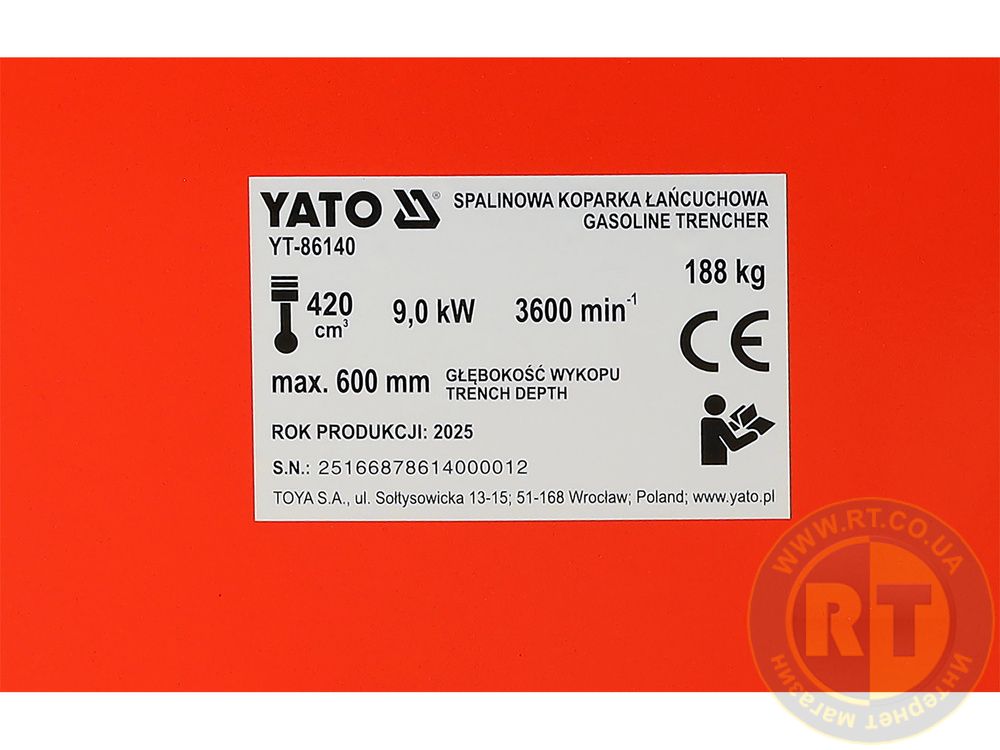 YATO ®
SPALINOWA KOPARKA ŁAŃCUCHOWA
GASOLINE TRENCHER
YT-86140
188 kg
420 cm³
9,0 kW
3600 min⁻¹
CE
max. 600 mm
GŁĘBOKOŚĆ WYKOPU
TRENCH DEPTH
ROK PRODUKCJI: 2025
S.N.: 25166878614000012
TOYA S.A., ul. Sołtysowicka 13-15; 51-168 Wrocław; Poland; www.yato.pl
WWW.RT.CO.UA
RT
Интернет магазин